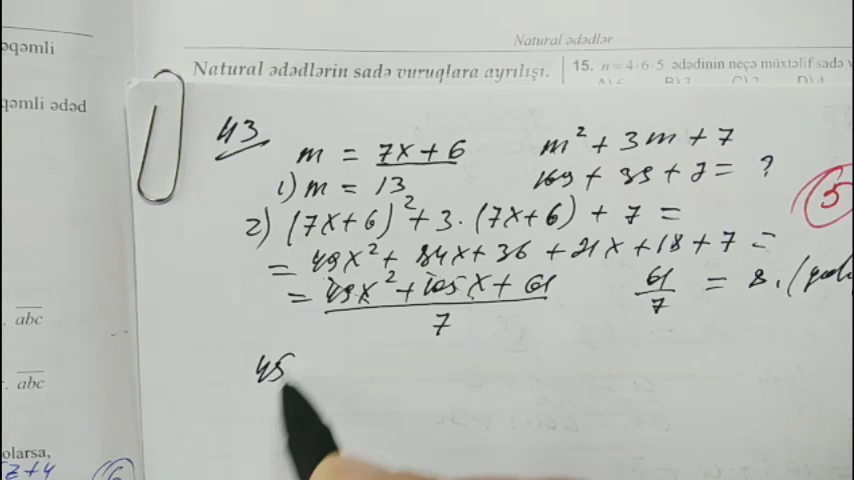 Natural ədədlər
əqəmli
Natural ədədlərin sadə vuruqlara ayrılışı.
15. n = 4·6·5 ədədinin neçə müxtəlif sadə v
qəmli ədəd
43
m = 7x + 6 m² + 3m + 7
1) m = 13 169 + 39 + 7 = ?
5
2) (7x+6)² + 3·(7x+6) + 7 =
= 49x² + 84x + 36 + 21x + 18 + 7 =
= 49x² + 105x + 61
7
61/7 = 8. (
abc
45
abc
olarsa,
z+4
6